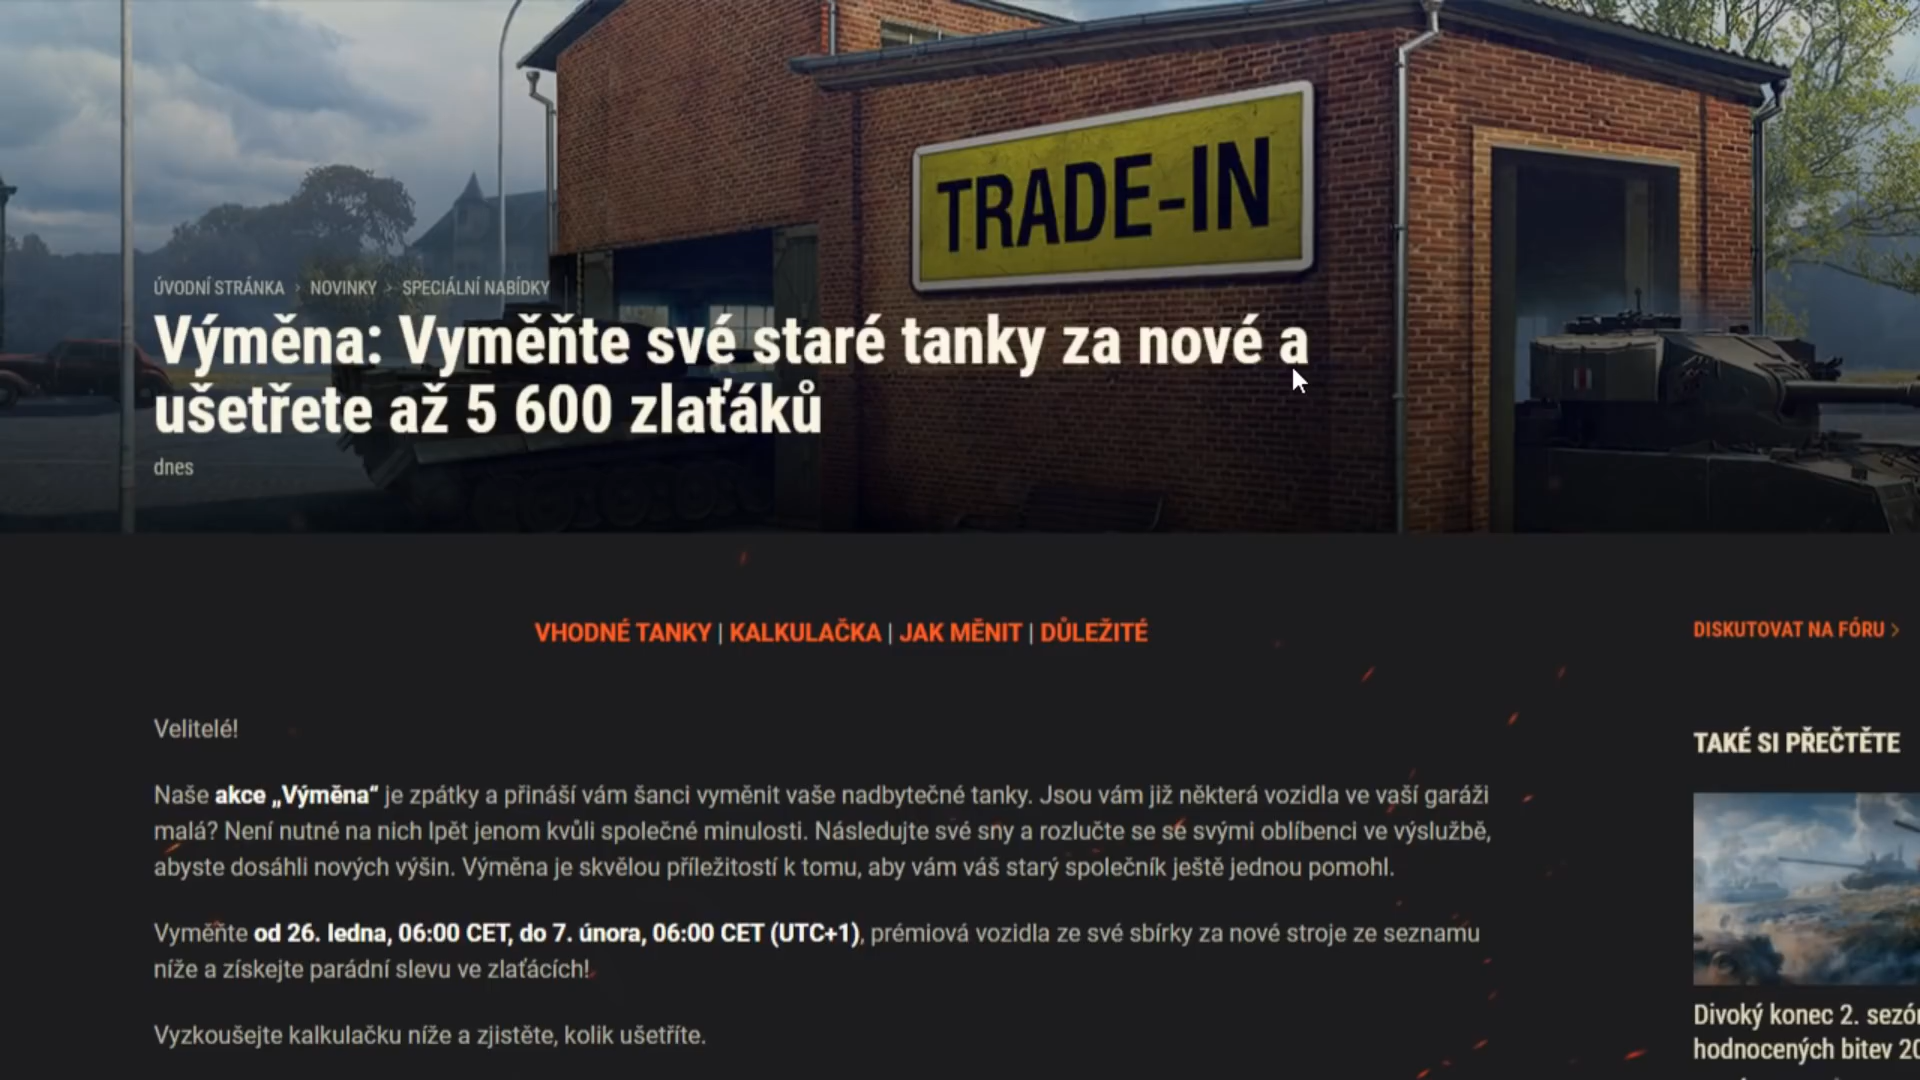 TRADE-IN
ÚVODNÍ STRÁNKA > NOVINKY > SPECIÁLNÍ NABÍDKY
Výměna: Vyměňte své staré tanky za nové a
ušetřete až 5 600 zlaťáků
dnes
VHODNÉ TANKY | KALKULAČKA | JAK MĚNIT | DŮLEŽITÉ
DISKUTOVAT NA FÓRU >
Velitelé!
Naše akce „Výměna“ je zpátky a přináší vám šanci vyměnit vaše nadbytečné tanky. Jsou vám již některá vozidla ve vaší garáži
malá? Není nutné na nich lpět jenom kvůli společné minulosti. Následujte své sny a rozlučte se se svými oblíbenci ve výslužbě,
abyste dosáhli nových výšin. Výměna je skvělou příležitostí k tomu, aby vám váš starý společník ještě jednou pomohl.
Vyměňte od 26. ledna, 06:00 CET, do 7. února, 06:00 CET (UTC+1), prémiová vozidla ze své sbírky za nové stroje ze seznamu
níže a získejte parádní slevu ve zlaťácích!
Vyzkoušejte kalkulačku níže a zjistěte, kolik ušetříte.
TAKÉ SI PŘEČTĚTE
Divoký konec 2. sezó
hodnocených bitev 20